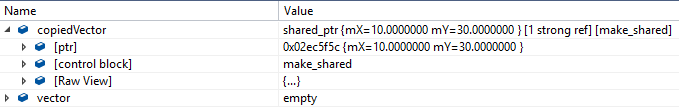 Name Value
copiedVector shared_ptr {mX=10.0000000 mY=30.0000000 } [1 strong ref] [make_shared]
[ptr] 0x02ec5f5c {mX=10.0000000 mY=30.0000000 }
[control block] make_shared
[Raw View] {...}
vector empty